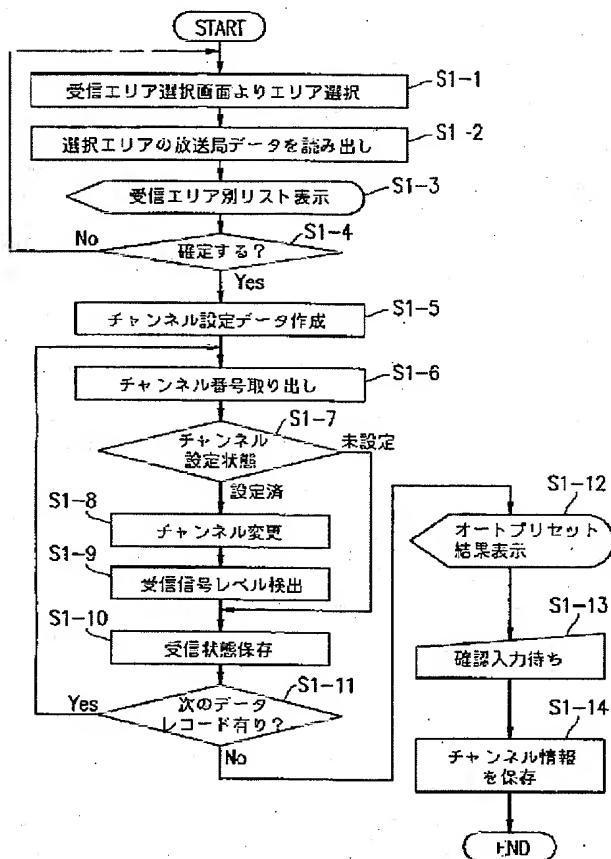 START
受信エリア選択画面よりエリア選択
S1-1
選択エリアの放送局データを読み出し
S1-2
受信エリア別リスト表示
S1-3
No
確定する？
S1-4
Yes
チャンネル設定データ作成
S1-5
チャンネル番号取り出し
S1-6
チャンネル
設定状態
S1-7
未設定
設定済
S1-8
チャンネル変更
S1-9
受信信号レベル検出
S1-10
受信状態保存
Yes
次のデータ
レコード有り？
S1-11
No
S1-12
オートプリセット
結果表示
S1-13
確認入力待ち
S1-14
チャンネル情報
を保存
END